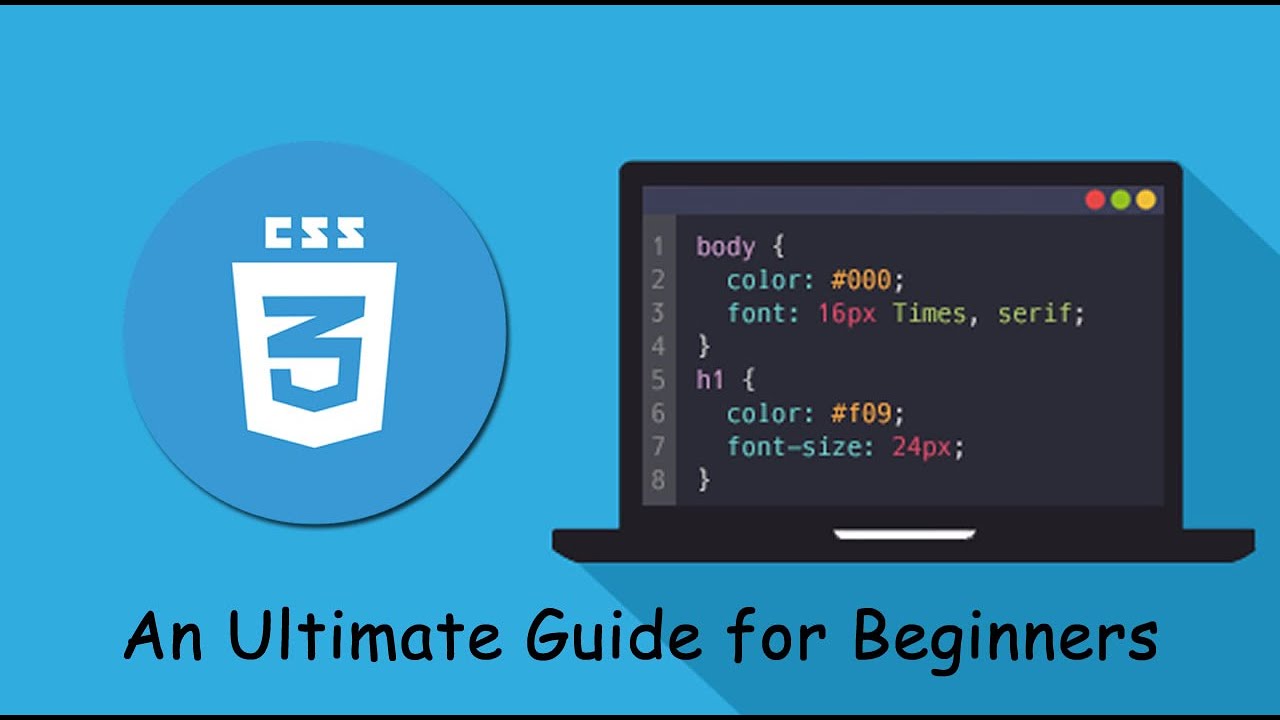 CSS
3
1 body {
2 color: #000;
3 font: 16px Times, serif;
4 }
5 h1 {
6 color: #f09;
7 font-size: 24px;
8 }
An Ultimate Guide for Beginners